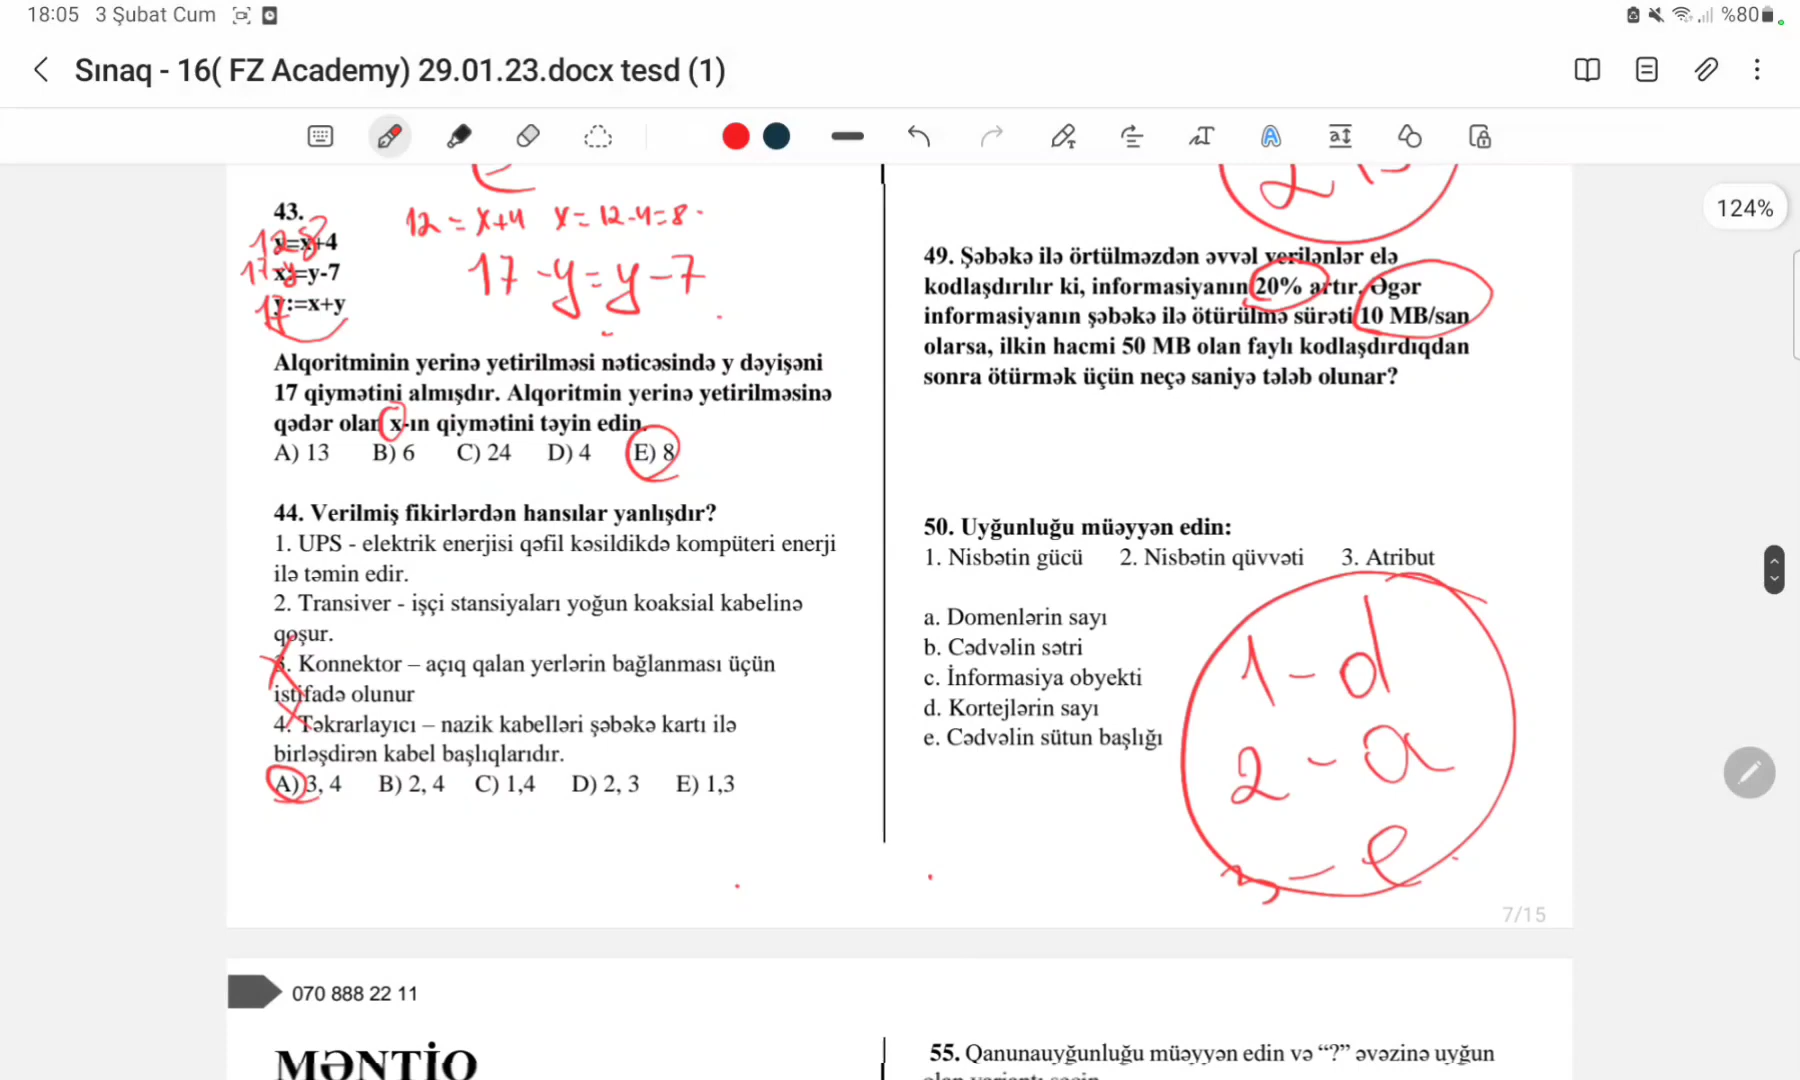 18:05 3 Şubat Cum
%80
Sınaq - 16( FZ Academy) 29.01.23.docx tesd (1)
124%
43.
y=x+4
x:=y-7
y:=x+y
12 = x+4 x = 12-4=8
17 -y = y -7
17
Alqoritminin yerinə yetirilməsi nəticəsində y dəyişəni
17 qiymətini almışdır. Alqoritmin yerinə yetirilməsinə
qədər olan x-ın qiymətini təyin edin.
A) 13 B) 6 C) 24 D) 4 E) 8
44. Verilmiş fikirlərdən hansılar yanlışdır?
1. UPS - elektrik enerjisi qəfil kəsildikdə kompüteri enerji
ilə təmin edir.
2. Transiver - işçi stansiyaları yoğun koaksial kabelinə
qoşur.
3. Konnektor – açıq qalan yerlərin bağlanması üçün
istifadə olunur
4. Təkrarlayıcı – nazik kabelləri şəbəkə kartı ilə
birləşdirən kabel başlıqlarıdır.
A) 3, 4 B) 2, 4 C) 1,4 D) 2, 3 E) 1,3
49. Şəbəkə ilə örtülməzdən əvvəl verilənlər elə
kodlaşdırılır ki, informasiyanın 20% artır. Əgər
informasiyanın şəbəkə ilə ötürülmə sürəti 10 MB/san
olarsa, ilkin hacmi 50 MB olan faylı kodlaşdırdıqdan
sonra ötürmək üçün neçə saniyə tələb olunar?
50. Uyğunluğu müəyyən edin:
1. Nisbətin gücü 2. Nisbətin qüvvəti 3. Atribut
a. Domenlərin sayı
b. Cədvəlin sətri
c. İnformasiya obyekti
d. Kortejlərin sayı
e. Cədvəlin sütun başlığı
1 - d
2 - a
3 - e
7/15
070 888 22 11
MƏNTİQ
55. Qanunauyğunluğu müəyyən edin və “?” əvəzinə uyğun
olan variantı seçin